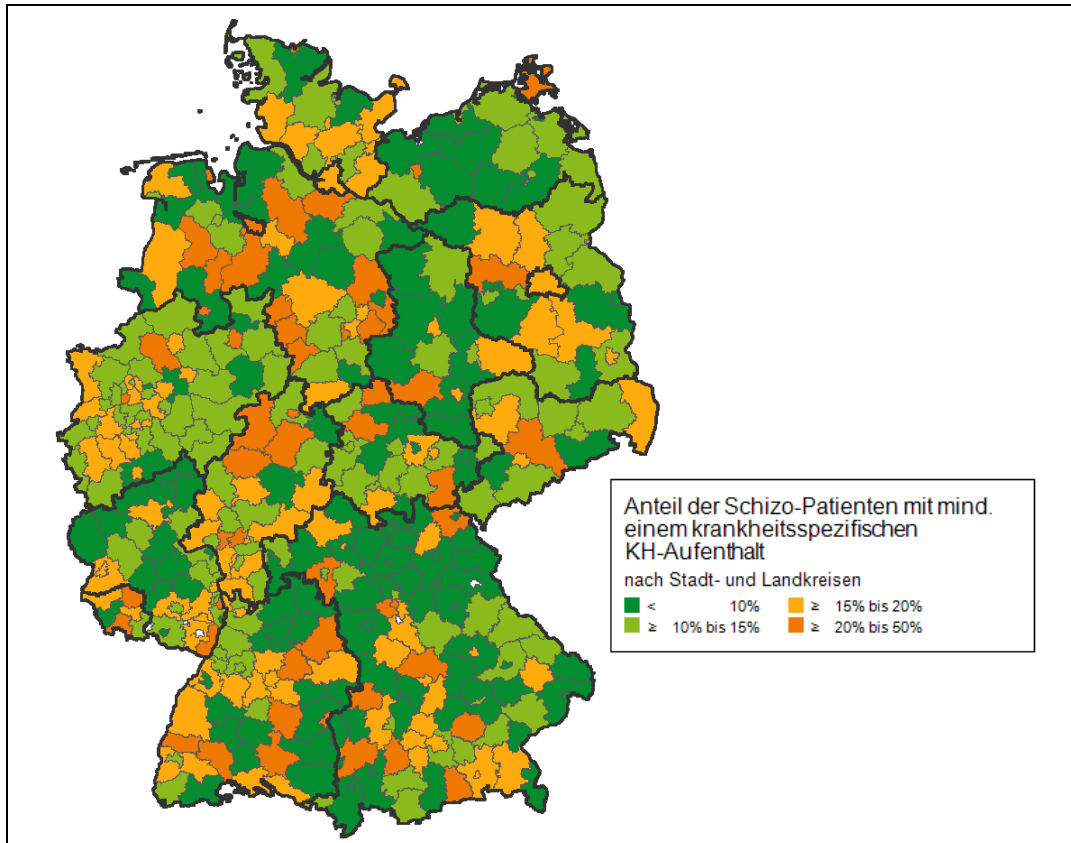 Anteil der Schizo-Patienten mit mind.
einem krankheitsspezifischen
KH-Aufenthalt
nach Stadt- und Landkreisen
< 10% ≥ 15% bis 20%
≥ 10% bis 15% ≥ 20% bis 50%